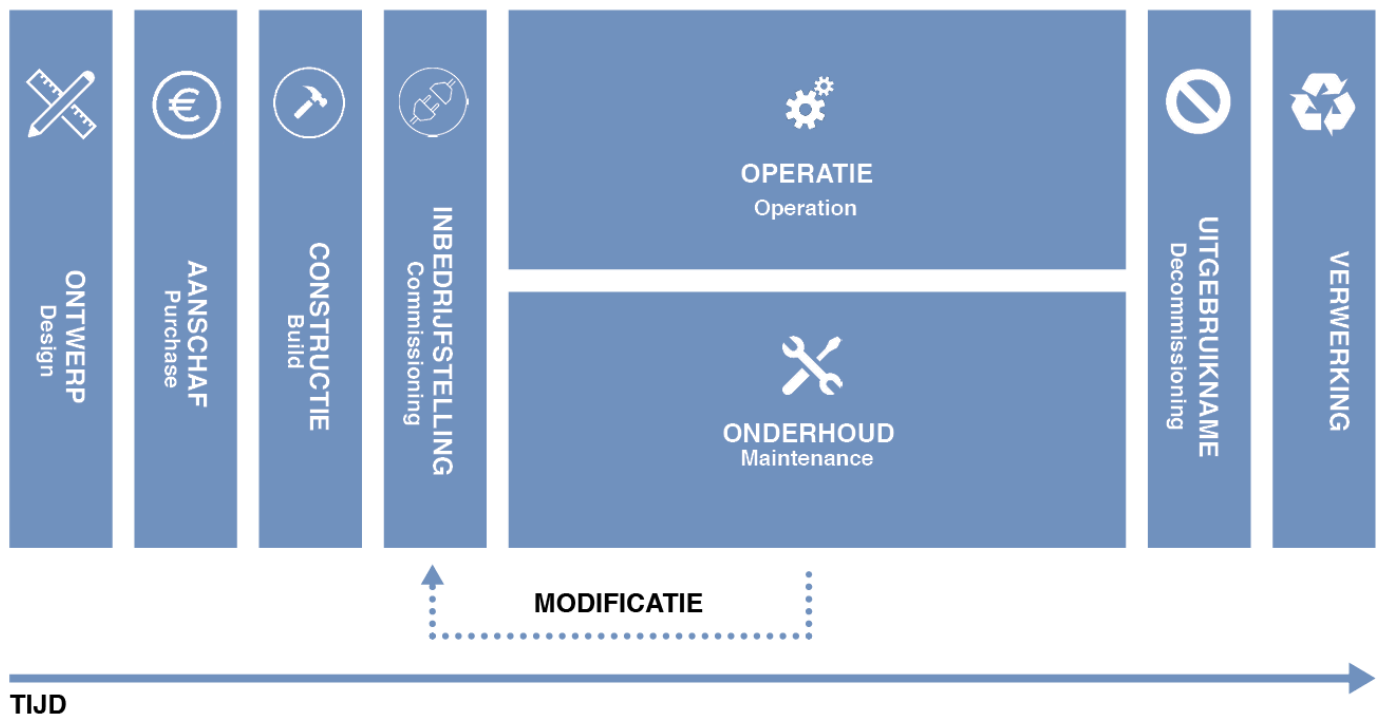 ONTWERP
Design
AANSCHAF
Purchase
CONSTRUCTIE
Build
INBEDRIJFSTELLING
Commissioning
OPERATIE
Operation
ONDERHOUD
Maintenance
UITGEBRUIKNAME
Decommissioning
VERWERKING
MODIFICATIE
TIJD